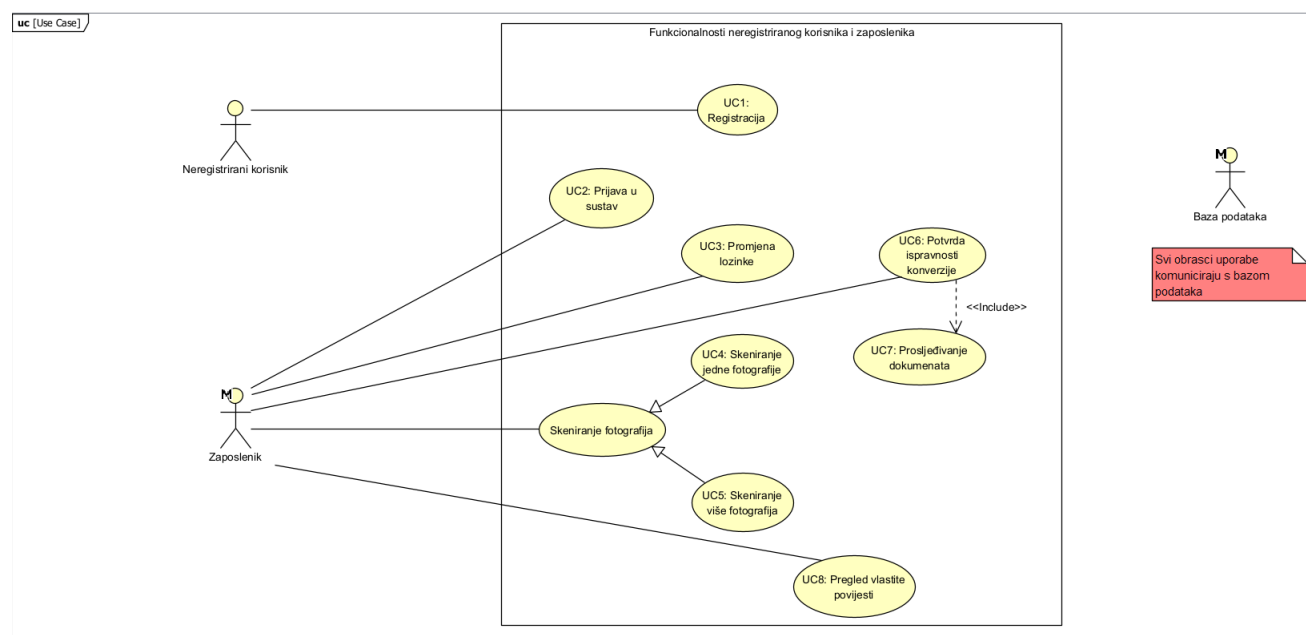 uc [Use Case]
Funkcionalnosti neregistriranog korisnika i zaposlenika
UC1:
Registracija
Neregistrirani korisnik
M
Baza podataka
UC2: Prijava u
sustav
UC3: Promjena
lozinke
UC6: Potvrda
ispravnosti
konverzije
Svi obrasci uporabe
komuniciraju s bazom
podataka
<<Include>>
UC4: Skeniranje
jedne fotografije
UC7: Prosljeđivanje
dokumenata
M
Zaposlenik
Skeniranje fotografija
UC5: Skeniranje
više fotografija
UC8: Pregled vlastite
povijesti